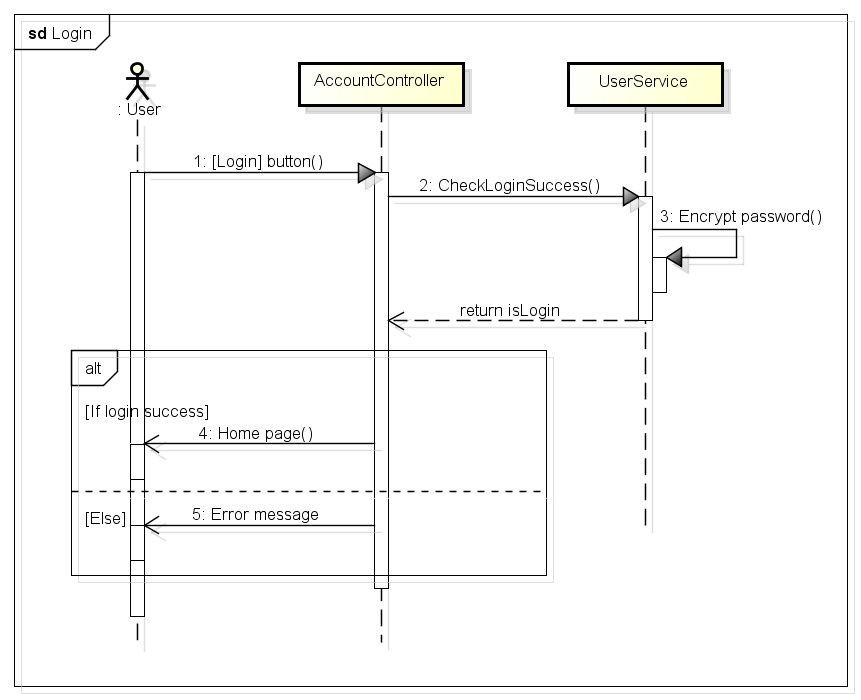 sd Login
: User
AccountController
UserService
1: [Login] button()
2: CheckLoginSuccess()
3: Encrypt password()
return isLogin
alt
[If login success]
4: Home page()
[Else]
5: Error message